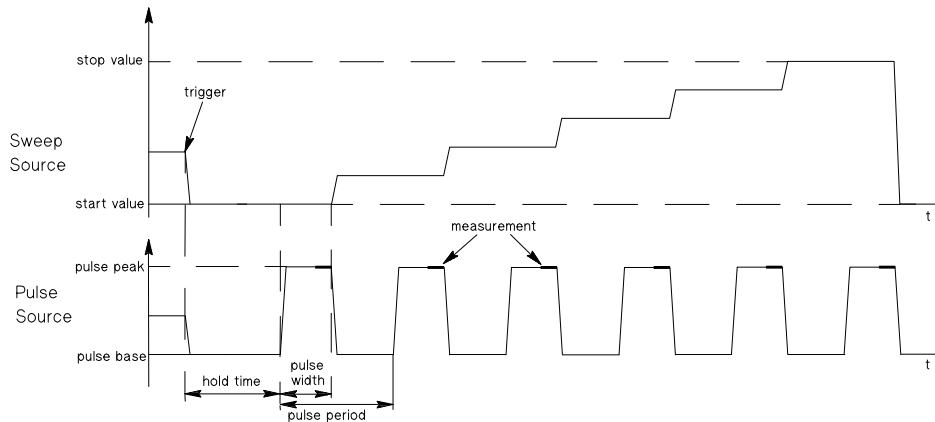 stop value
trigger
Sweep
Source
start value
t
measurement
pulse peak
Pulse
Source
pulse base
t
hold time
pulse
width
pulse period